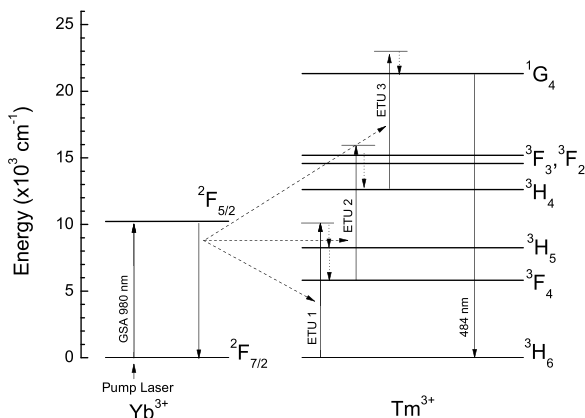 Energy (x10³ cm⁻¹)
25
20
15
10
5
0
²F₅/₂
²F₇/₂
GSA 980 nm
Pump Laser
Yb³⁺
ETU 1
ETU 2
ETU 3
484 nm
¹G₄
³F₃, ³F₂
³H₄
³H₅
³F₄
³H₆
Tm³⁺